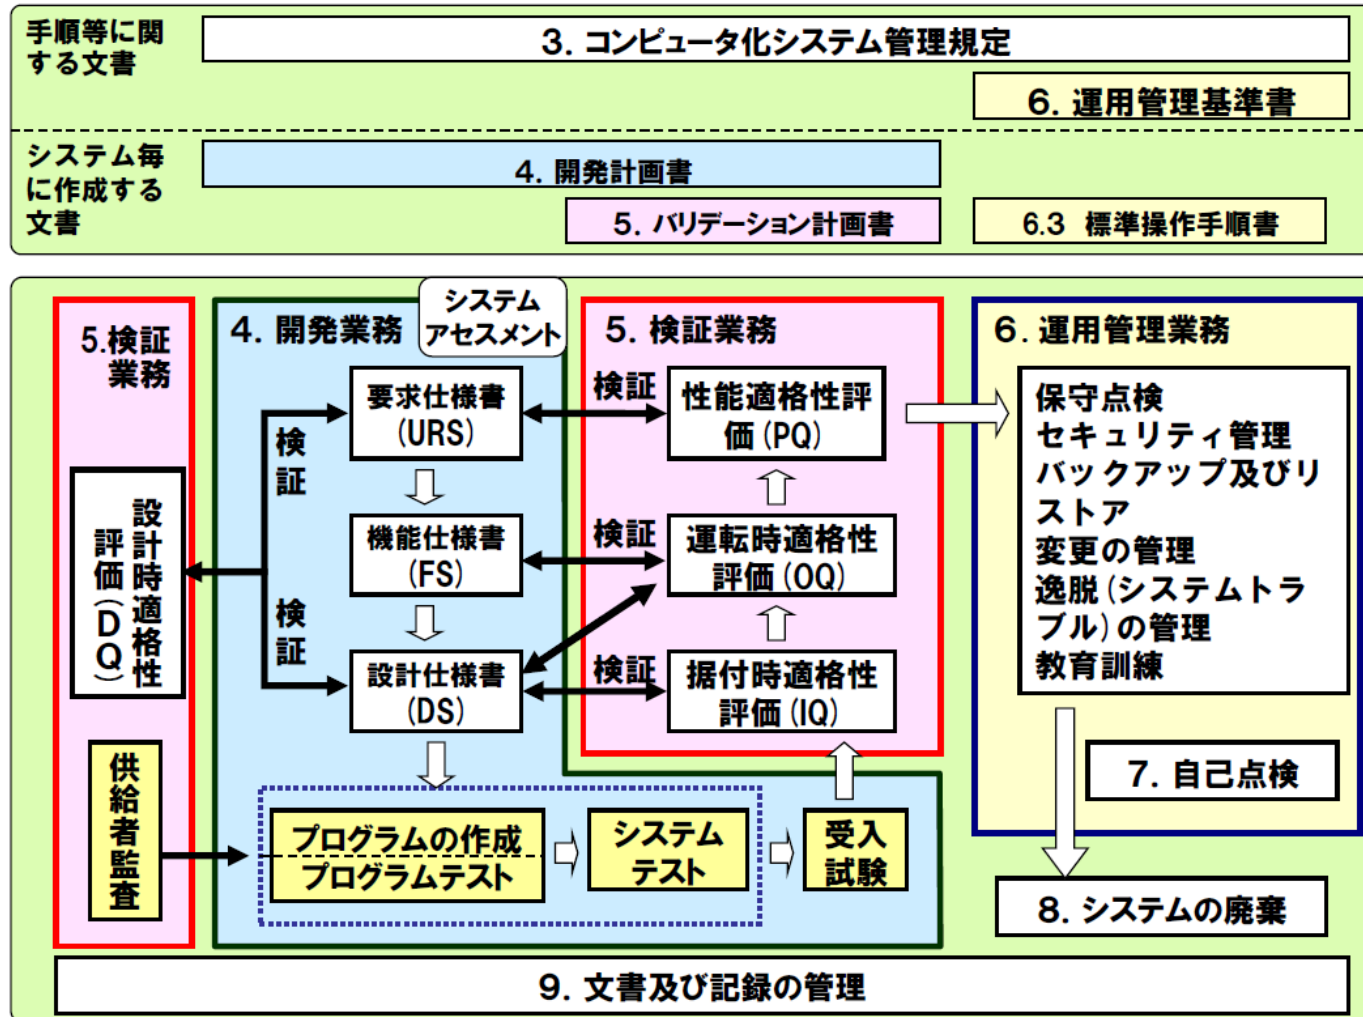 手順等に関
する文書
3. コンピュータ化システム管理規定
6. 運用管理基準書
システム毎
に作成する
文書
4. 開発計画書
5. バリデーション計画書
6.3 標準操作手順書
5.検証
業務
4. 開発業務
システム
アセスメント
5. 検証業務
6. 運用管理業務
要求仕様書
(URS)
検証
性能適格性評
価(PQ)
検証
設計時適格性
評価(DQ)
機能仕様書
(FS)
検証
運転時適格性
評価(OQ)
検証
設計仕様書
(DS)
検証
据付時適格性
評価(IQ)
保守点検
セキュリティ管理
バックアップ及びリ
ストア
変更の管理
逸脱(システムトラ
ブル)の管理
教育訓練
供給者監査
プログラムの作成
プログラムテスト
システム
テスト
受入
試験
7. 自己点検
8. システムの廃棄
9. 文書及び記録の管理